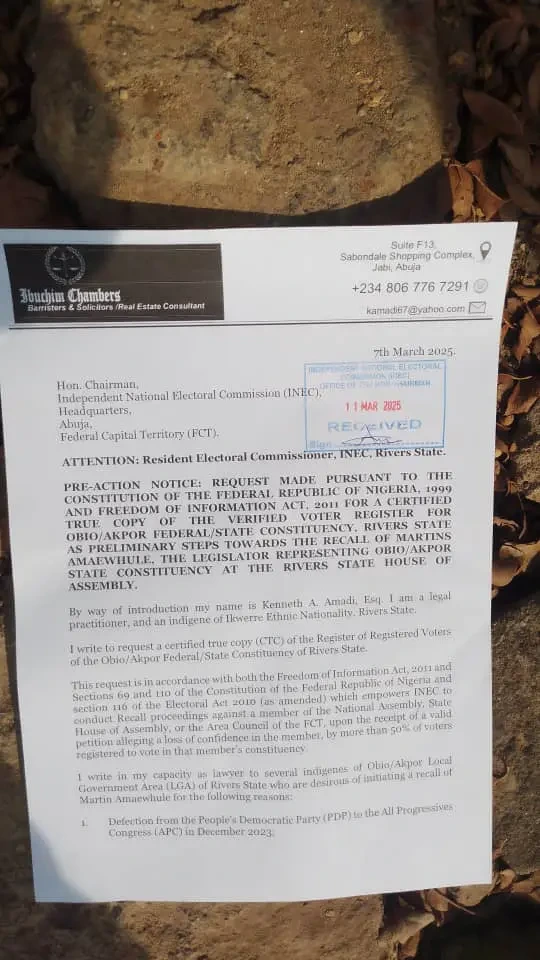 Ibuchim Chambers
Barristers & Solicitors /Real Estate Consultant
Suite F13,
Sabondale Shopping Complex,
Jabi, Abuja
+234 806 776 7291
kamadi67@yahoo.com
7th March 2025.
Hon. Chairman,
Independent National Electoral Commission (INEC),
Headquarters,
Abuja,
Federal Capital Territory (FCT).
INDEPENDENT NATIONAL ELECTORAL
COMMISSION (INEC)
OFFICE OF THE HON.
11 MAR 2025
RECEIVED
Sign
ATTENTION: Resident Electoral Commissioner, INEC, Rivers State.
PRE-ACTION NOTICE: REQUEST MADE PURSUANT TO THE
CONSTITUTION OF THE FEDERAL REPUBLIC OF NIGERIA, 1999
AND FREEDOM OF INFORMATION ACT, 2011 FOR A CERTIFIED
TRUE COPY OF THE VERIFIED VOTER REGISTER FOR
OBIO/AKPOR FEDERAL/STATE CONSTITUENCY, RIVERS STATE
AS PRELIMINARY STEPS TOWARDS THE RECALL OF MARTINS
AMAEWHULE, THE LEGISLATOR REPRESENTING OBIO/AKPOR
STATE CONSTITUENCY AT THE RIVERS STATE HOUSE OF
ASSEMBLY.
By way of introduction my name is Kenneth A. Amadi, Esq. I am a legal
practitioner, and an indigene of Ikwerre Ethnic Nationality, Rivers State.
I write to request a certified true copy (CTC) of the Register of Registered Voters
of the Obio/Akpor Federal/State Constituency of Rivers State.
This request is in accordance with both the Freedom of Information Act, 2011 and
Sections 69 and 110 of the Constitution of the Federal Republic of Nigeria and
section 116 of the Electoral Act 2010 (as amended) which empowers INEC to
conduct Recall proceedings against a member of the National Assembly, State
House of Assembly, or the Area Council of the FCT, upon the receipt of a valid
petition alleging a loss of confidence in the member, by more than 50% of voters
registered to vote in that member's constituency.
I write in my capacity as lawyer to several indigenes of Obio/Akpor Local
Government Area (LGA) of Rivers State who are desirous of initiating a recall of
Martin Amaewhule for the following reasons:
1. Defection from the People's Democratic Party (PDP) to the All Progressives
Congress (APC) in December 2023;